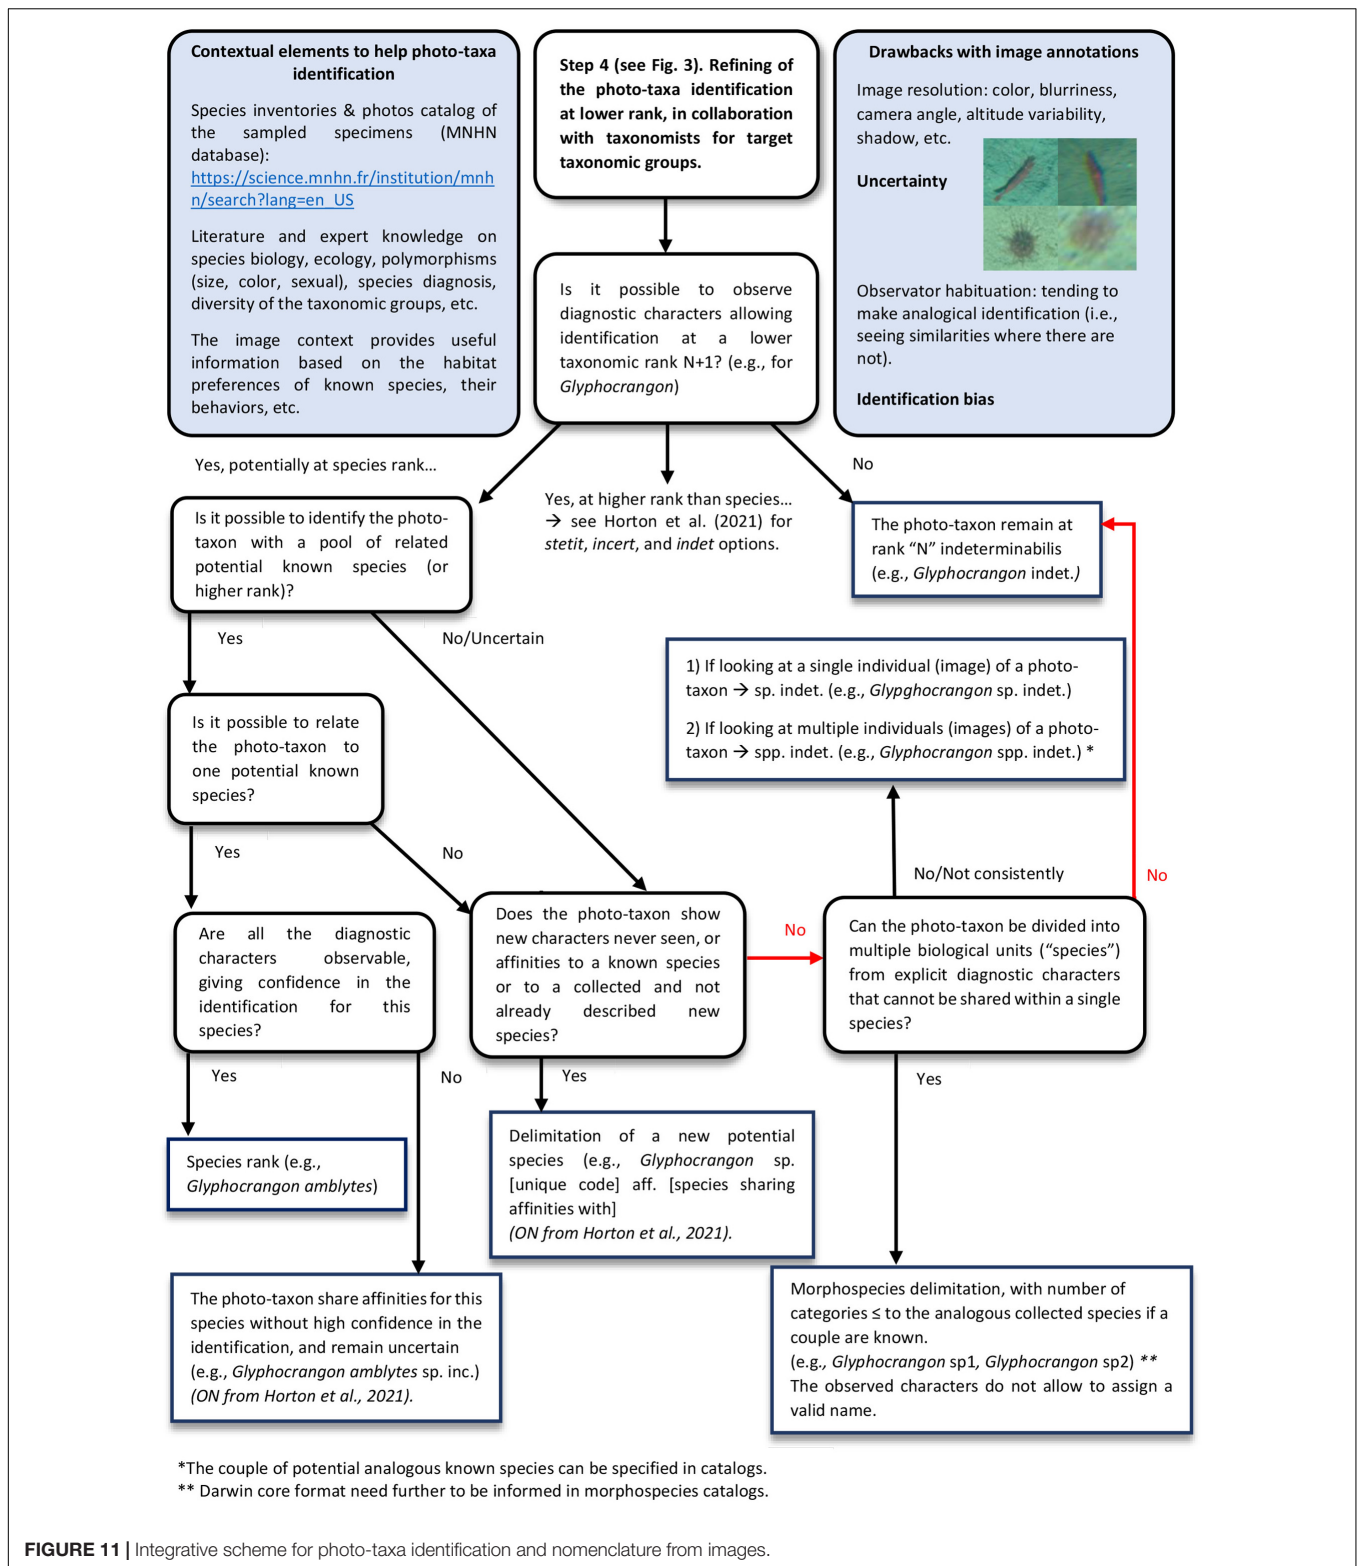 Contextual elements to help photo-taxa
identification
Species inventories & photos catalog of
the sampled specimens (MNHN
database):
https://science.mnhn.fr/institution/mnh
n/search?lang=en_US
Literature and expert knowledge on
species biology, ecology, polymorphisms
(size, color, sexual), species diagnosis,
diversity of the taxonomic groups, etc.
The image context provides useful
information based on the habitat
preferences of known species, their
behaviors, etc.
Step 4 (see Fig. 3). Refining of
the photo-taxa identification
at lower rank, in collaboration
with taxonomists for target
taxonomic groups.
Drawbacks with image annotations
Image resolution: color, blurriness,
camera angle, altitude variability,
shadow, etc.
Uncertainty
Observator habituation: tending to
make analogical identification (i.e.,
seeing similarities where there are
not).
Identification bias
Is it possible to observe
diagnostic characters allowing
identification at a lower
taxonomic rank N+1? (e.g., for
Glyphocrangon)
Yes, potentially at species rank...
Yes, at higher rank than species...
→ see Horton et al. (2021) for
stetit, incert, and indet options.
No
Is it possible to identify the photo-
taxon with a pool of related
potential known species (or
higher rank)?
The photo-taxon remain at
rank “N” indeterminabilis
(e.g., Glyphocrangon indet.)
Yes
No/Uncertain
1) If looking at a single individual (image) of a photo-
taxon → sp. indet. (e.g., Glypghocrangon sp. indet.)
2) If looking at multiple individuals (images) of a photo-
taxon → spp. indet. (e.g., Glyphocrangon spp. indet.) *
Is it possible to relate
the photo-taxon to
one potential known
species?
Yes
No
No/Not consistently
No
Are all the diagnostic
characters observable,
giving confidence in the
identification for this
species?
Does the photo-taxon show
new characters never seen, or
affinities to a known species
or to a collected and not
already described new
species?
No
Can the photo-taxon be divided into
multiple biological units (“species”)
from explicit diagnostic characters
that cannot be shared within a single
species?
Yes
No
Yes
Yes
Species rank (e.g.,
Glyphocrangon amblytes)
Delimitation of a new potential
species (e.g., Glyphocrangon sp.
[unique code] aff. [species sharing
affinities with]
(ON from Horton et al., 2021).
The photo-taxon share affinities for this
species without high confidence in the
identification, and remain uncertain
(e.g., Glyphocrangon amblytes sp. inc.)
(ON from Horton et al., 2021).
Morphospecies delimitation, with number of
categories ≤ to the analogous collected species if a
couple are known.
(e.g., Glyphocrangon sp1, Glyphocrangon sp2) **
The observed characters do not allow to assign a
valid name.
*The couple of potential analogous known species can be specified in catalogs.
** Darwin core format need further to be informed in morphospecies catalogs.
FIGURE 11 | Integrative scheme for photo-taxa identification and nomenclature from images.